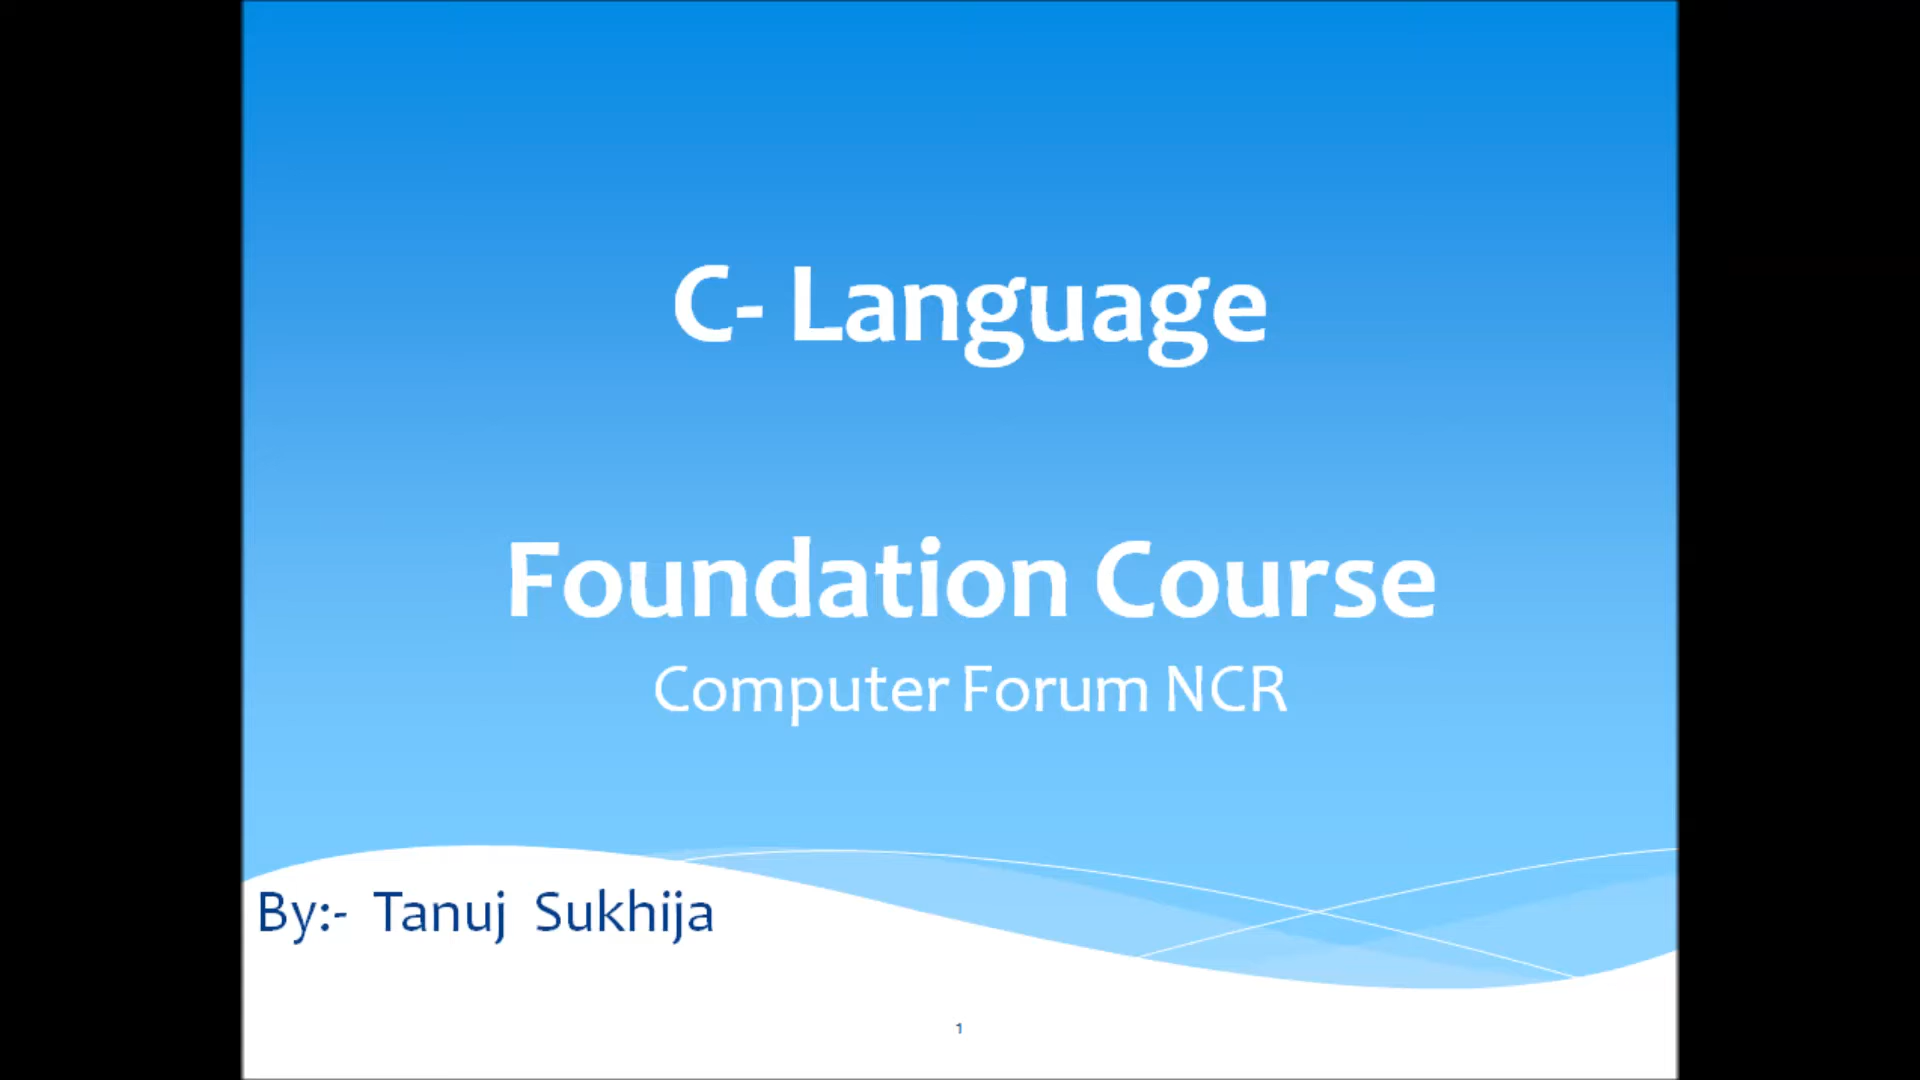 C- Language
Foundation Course
Computer Forum NCR
By:- Tanuj Sukhija
1